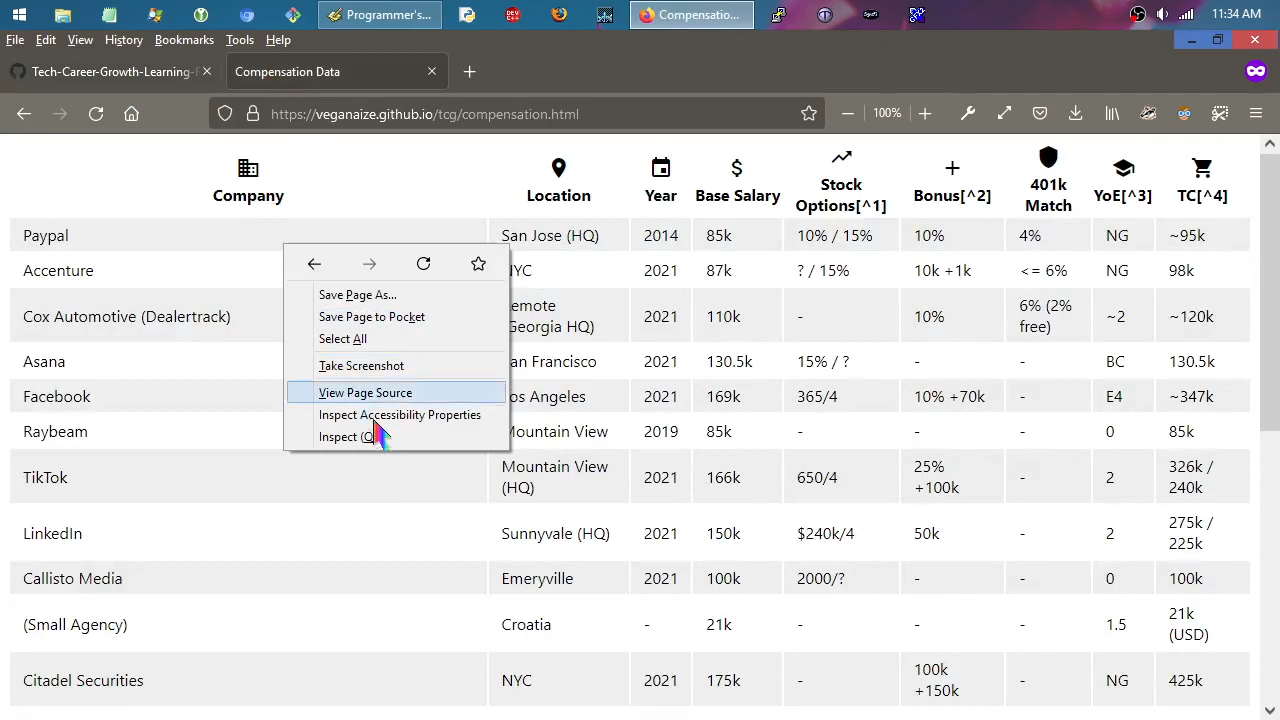 Programmer's...
Compensatio...
11:34 AM
File Edit View History Bookmarks Tools Help
Tech-Career-Growth-Learning-
Compensation Data
https://veganaize.github.io/tcg/compensation.html
100%
Company Location Year Base Salary Stock Options[^1] Bonus[^2] 401k Match YoE[^3] TC[^4]
Paypal San Jose (HQ) 2014 85k 10% / 15% 10% 4% NG ~95k
Accenture NYC 2021 87k ? / 15% 10k +1k <= 6% NG 98k
Cox Automotive (Dealertrack) emote Georgia HQ) 2021 110k - 10% 6% (2% free) ~2 ~120k
Asana an Francisco 2021 130.5k 15% / ? - - BC 130.5k
Facebook os Angeles 2021 169k 365/4 10% +70k - E4 ~347k
Raybeam Mountain View 2019 85k - - - 0 85k
TikTok Mountain View (HQ) 2021 166k 650/4 25% +100k - 2 326k / 240k
LinkedIn Sunnyvale (HQ) 2021 150k $240k/4 50k - 2 275k / 225k
Callisto Media Emeryville 2021 100k 2000/? - - 0 100k
(Small Agency) Croatia - 21k - - - 1.5 21k (USD)
Citadel Securities NYC 2021 175k - 100k +150k - NG 425k
Save Page As...
Save Page to Pocket
Select All
Take Screenshot
View Page Source
Inspect Accessibility Properties
Inspect (Q